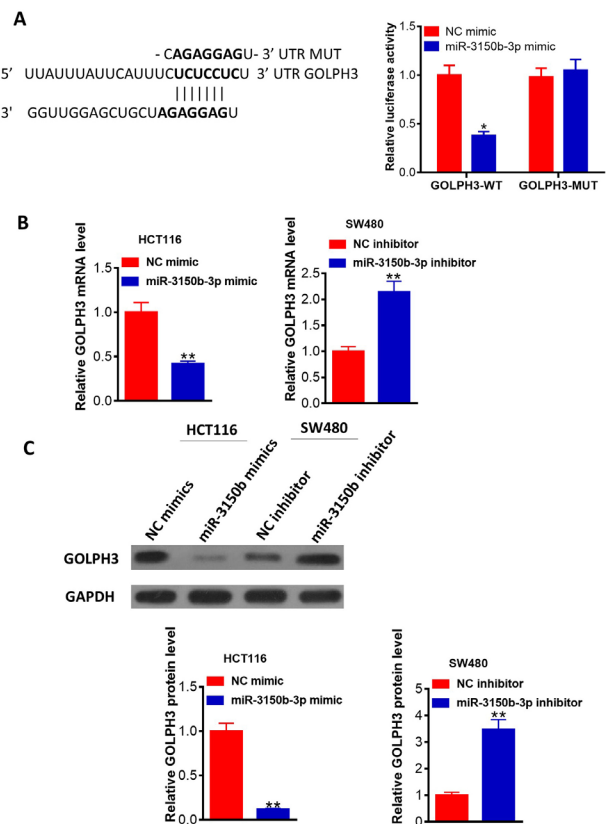 A
- CAGAGGAGU- 3′ UTR MUT
5′ UUAUUUAUUCAUUUCUCUCCUCU 3′ UTR GOLPH3
|||||||
3' GGUUGGAGCUGCUAGAGGAGU
NC mimic
miR-3150b-3p mimic
Relative luciferase activity
1.5
1.0
0.5
0.0
*
GOLPH3-WT GOLPH3-MUT
B
HCT116
NC mimic
miR-3150b-3p mimic
Relative GOLPH3 mRNA level
1.5
1.0
0.5
0.0
**
SW480
NC inhibitor
miR-3150b-3p inhibitor
Relative GOLPH3 mRNA level
2.5
2.0
1.5
1.0
0.5
0.0
**
C
HCT116 SW480
NC mimics
miR-3150b mimics
NC inhibitor
miR-3150b inhibitor
GOLPH3
GAPDH
HCT116
NC mimic
miR-3150b-3p mimic
Relative GOLPH3 protein level
1.5
1.0
0.5
0.0
**
SW480
NC inhibitor
miR-3150b-3p inhibitor
Relative GOLPH3 protein level
5
4
3
2
1
0
**